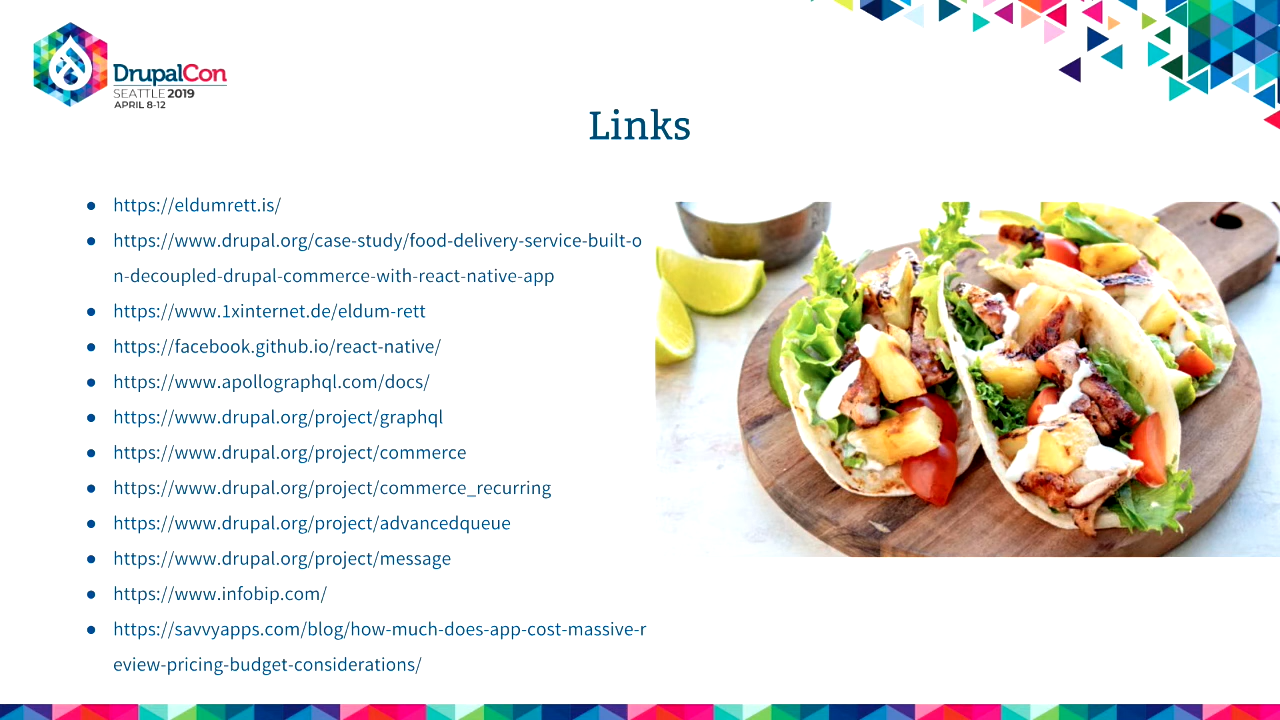 DrupalCon
SEATTLE 2019
APRIL 8-12
Links
● https://eldumrett.is/
● https://www.drupal.org/case-study/food-delivery-service-built-o
n-decoupled-drupal-commerce-with-react-native-app
● https://www.1xinternet.de/eldum-rett
● https://facebook.github.io/react-native/
● https://www.apollographql.com/docs/
● https://www.drupal.org/project/graphql
● https://www.drupal.org/project/commerce
● https://www.drupal.org/project/commerce_recurring
● https://www.drupal.org/project/advancedqueue
● https://www.drupal.org/project/message
● https://www.infobip.com/
● https://savvyapps.com/blog/how-much-does-app-cost-massive-r
eview-pricing-budget-considerations/